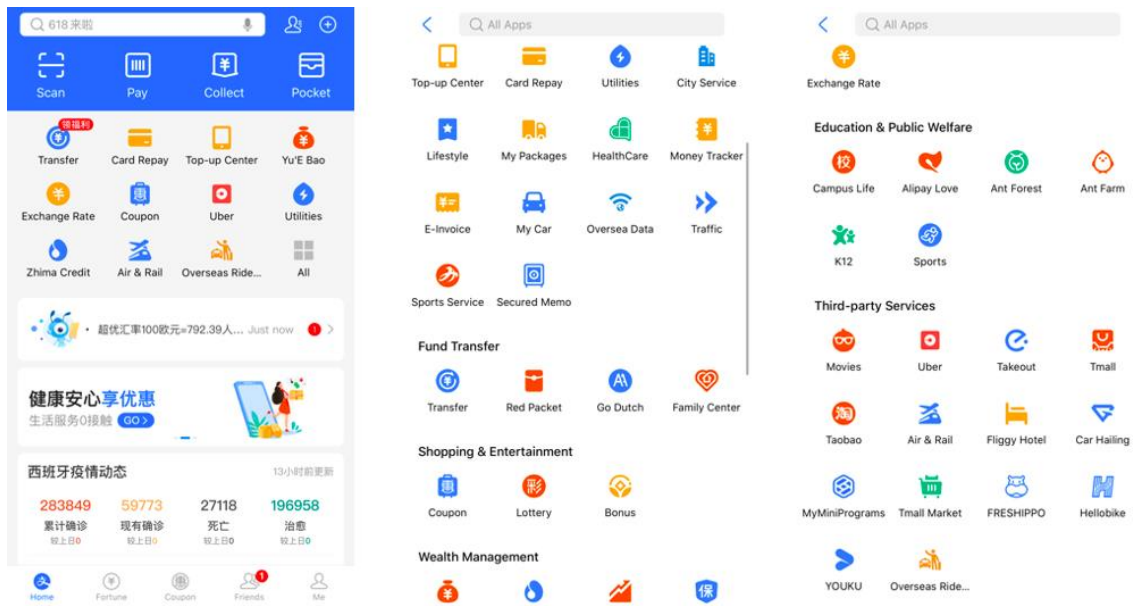 618来啦
Scan Pay Collect Pocket
领福利
Transfer Card Repay Top-up Center Yu'E Bao
Exchange Rate Coupon Uber Utilities
Zhima Credit Air & Rail Overseas Ride... All
· 超优汇率100欧元=792.39人... Just now 1
健康安心享优惠
生活服务0接触 GO
西班牙疫情动态 13小时前更新
283849 59773 27118 196958
累计确诊 现有确诊 死亡 治愈
较上日0 较上日0 较上日0 较上日0
1
Home Fortune Coupon Friends Me
All Apps
Top-up Center Card Repay Utilities City Service
Lifestyle My Packages HealthCare Money Tracker
E-Invoice My Car Oversea Data Traffic
Sports Service Secured Memo
Fund Transfer
Transfer Red Packet Go Dutch Family Center
Shopping & Entertainment
惠 彩
Coupon Lottery Bonus
Wealth Management
保
All Apps
Exchange Rate
Education & Public Welfare
校
Campus Life Alipay Love Ant Forest Ant Farm
K12 Sports
Third-party Services
Movies Uber Takeout Tmall
淘
Taobao Air & Rail Fliggy Hotel Car Hailing
MyMiniPrograms Tmall Market FRESHIPPO Hellobike
YOUKU Overseas Ride...